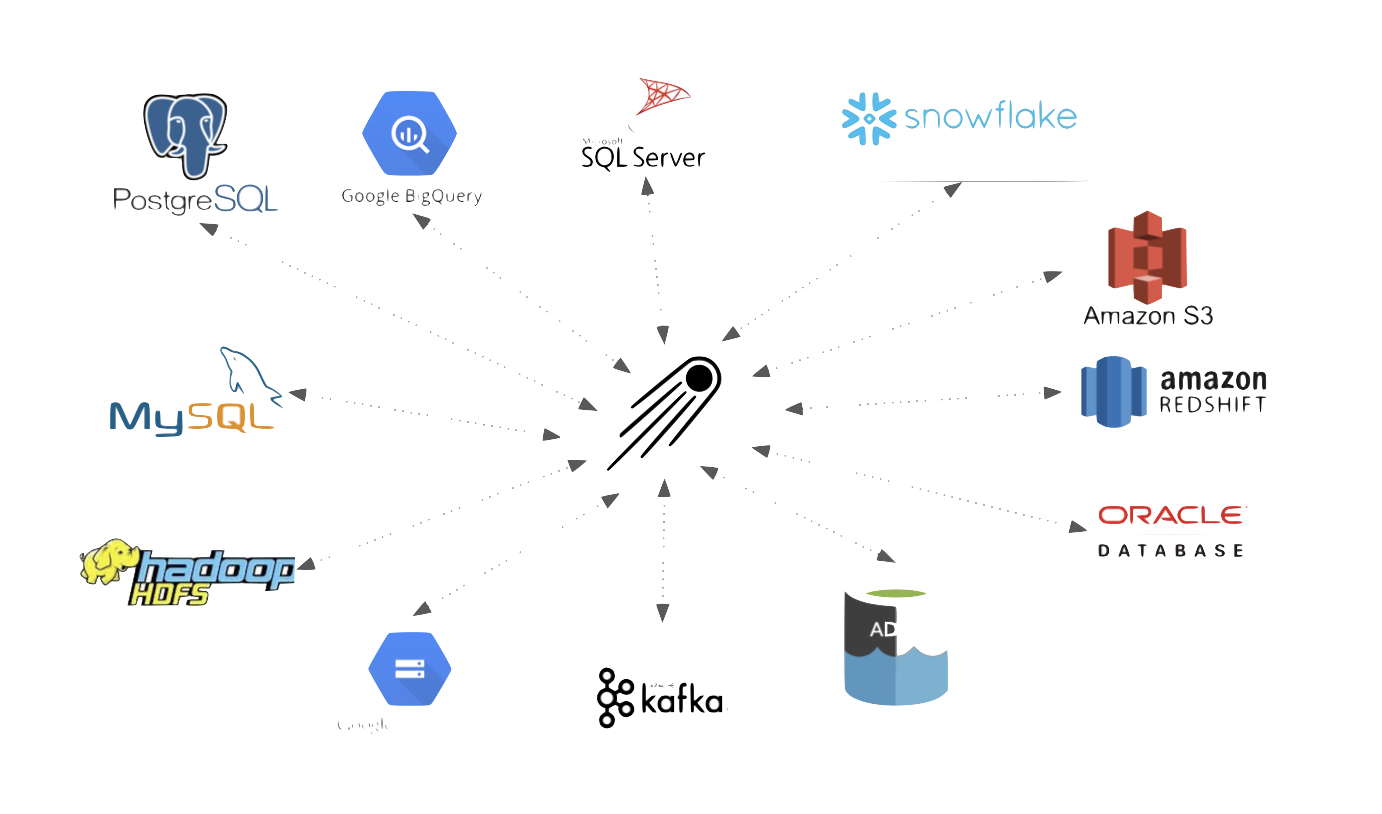 PostgreSQL
Google BigQuery
Microsoft
SQL Server
snowflake
Amazon S3
MySQL
amazon
REDSHIFT
ORACLE
DATABASE
hadoop
HDFS
AD
Google
kafka